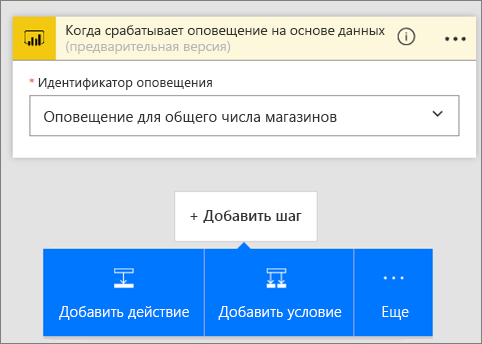 Когда срабатывает оповещение на основе данных
(предварительная версия)
* Идентификатор оповещения
Оповещение для общего числа магазинов
+ Добавить шаг
Добавить действие
Добавить условие
Еще